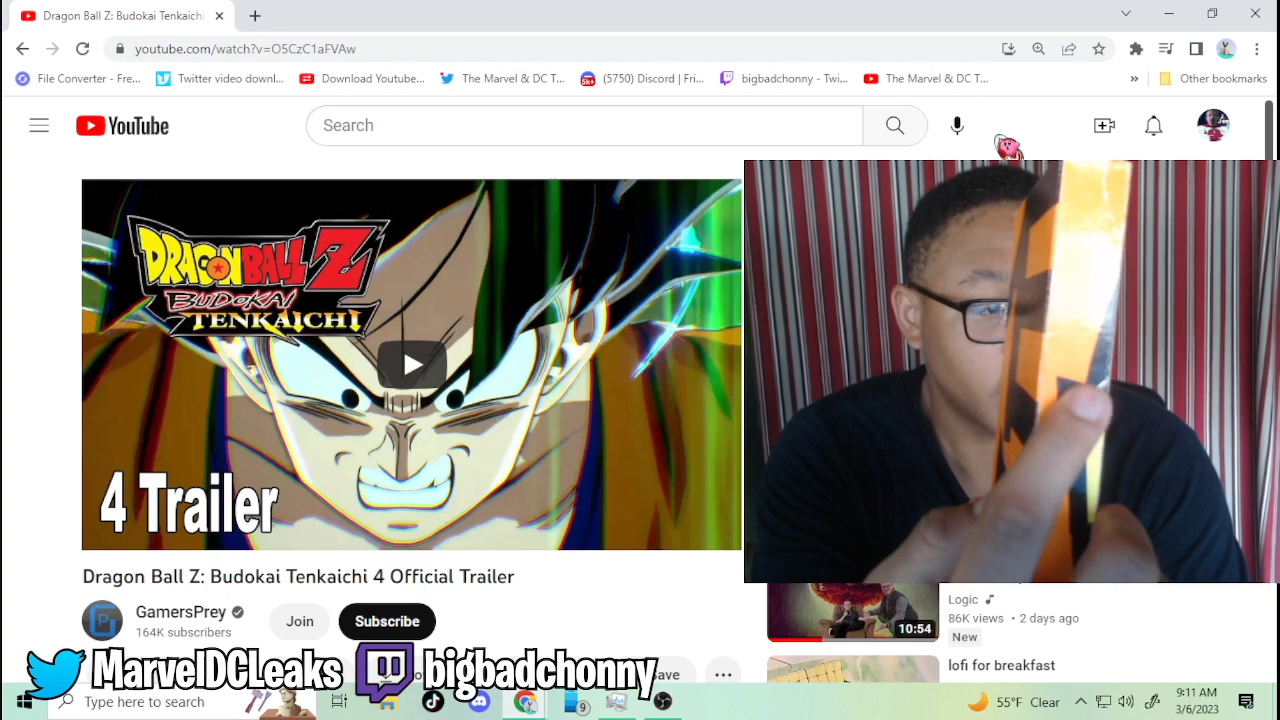 Dragon Ball Z: Budokai Tenkaichi
youtube.com/watch?v=O5CzC1aFVAw
File Converter - Fre...
Twitter video downl...
Download Youtube...
The Marvel & DC T...
(5750) Discord | Fri...
bigbadchonny - Twi...
The Marvel & DC T...
»
Other bookmarks
YouTube
Search
DRAGON BALL Z
BUDOKAI
TENKAICHI
4 Trailer
Dragon Ball Z: Budokai Tenkaichi 4 Official Trailer
GamersPrey
164K subscribers
Join
Subscribe
10:54
Logic
86K views • 2 days ago
New
lofi for breakfast
MarvelDCLeaks
bigbadchonny
Type here to search
9
55°F Clear
9:11 AM
3/6/2023